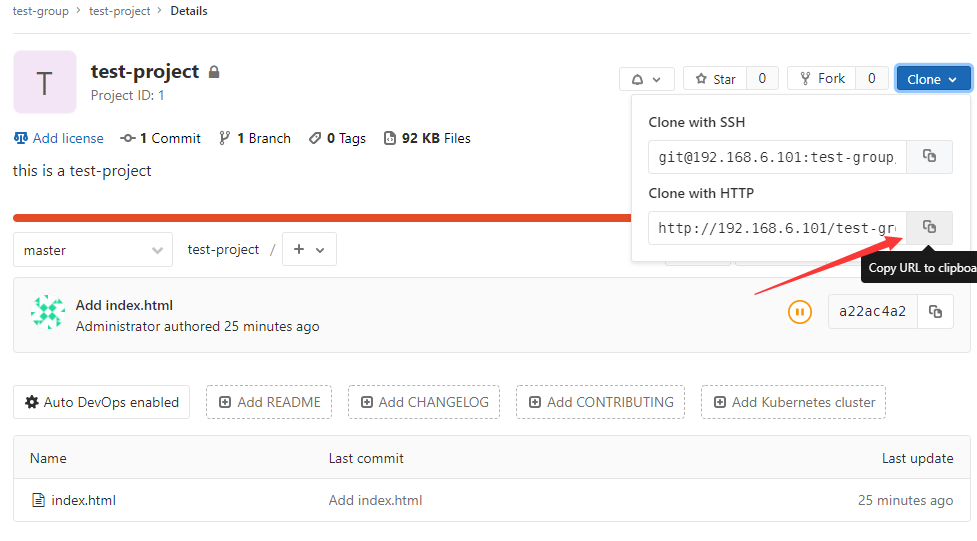 test-group > test-project > Details
T
test-project
Project ID: 1
Star 0
Fork 0
Clone
Clone with SSH
git@192.168.6.101:test-group
Clone with HTTP
http://192.168.6.101/test-gr
Copy URL to clipboa
Add license
1 Commit
1 Branch
0 Tags
92 KB Files
this is a test-project
master
test-project / +
Add index.html
Administrator authored 25 minutes ago
a22ac4a2
Auto DevOps enabled
Add README
Add CHANGELOG
Add CONTRIBUTING
Add Kubernetes cluster
Name
Last commit
Last update
index.html
Add index.html
25 minutes ago